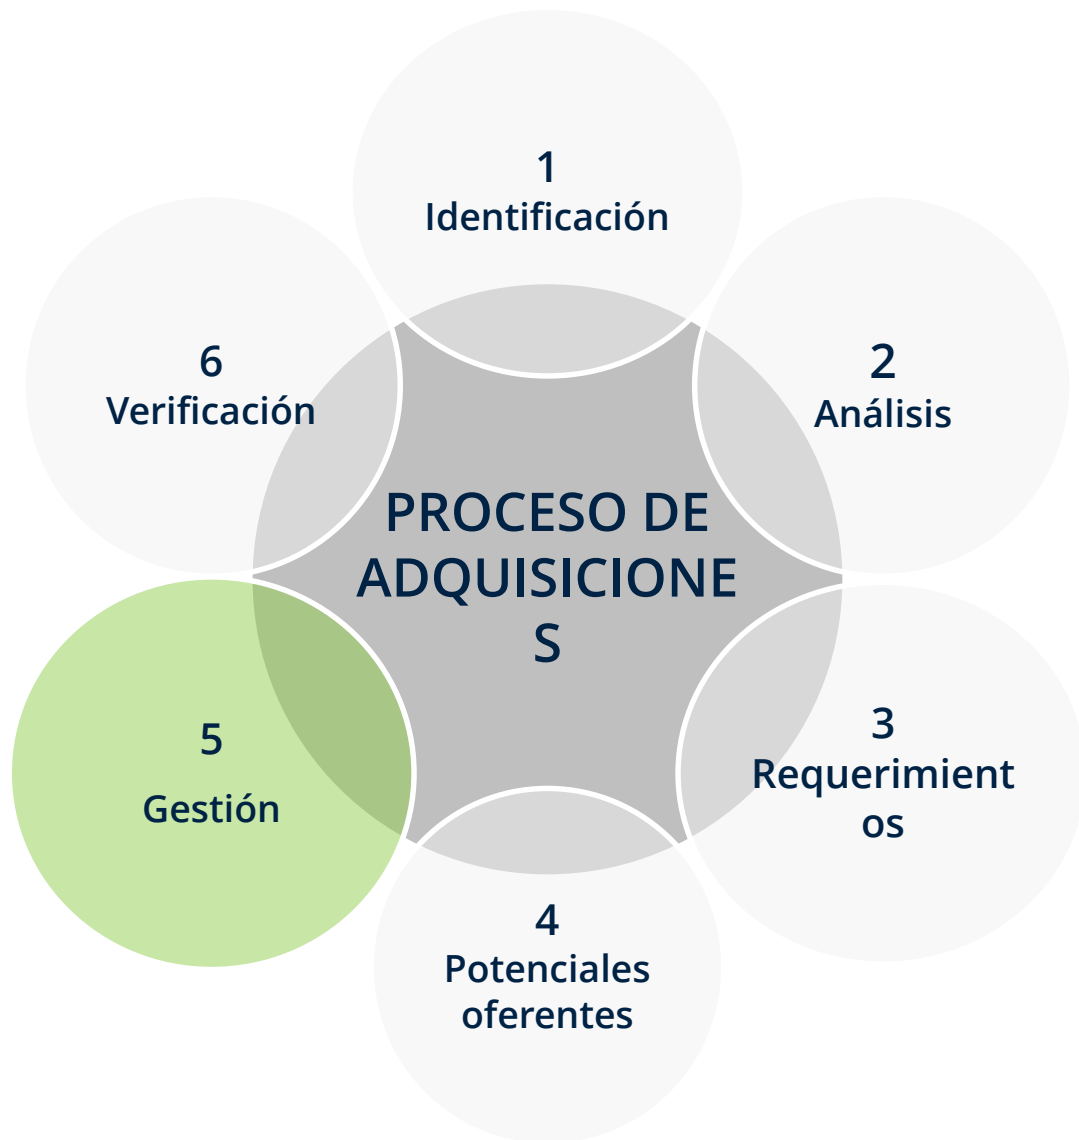 PROCESO DE
ADQUISICIONE
S
1
Identificación
2
Análisis
3
Requerimient
os
4
Potenciales
oferentes
5
Gestión
6
Verificación